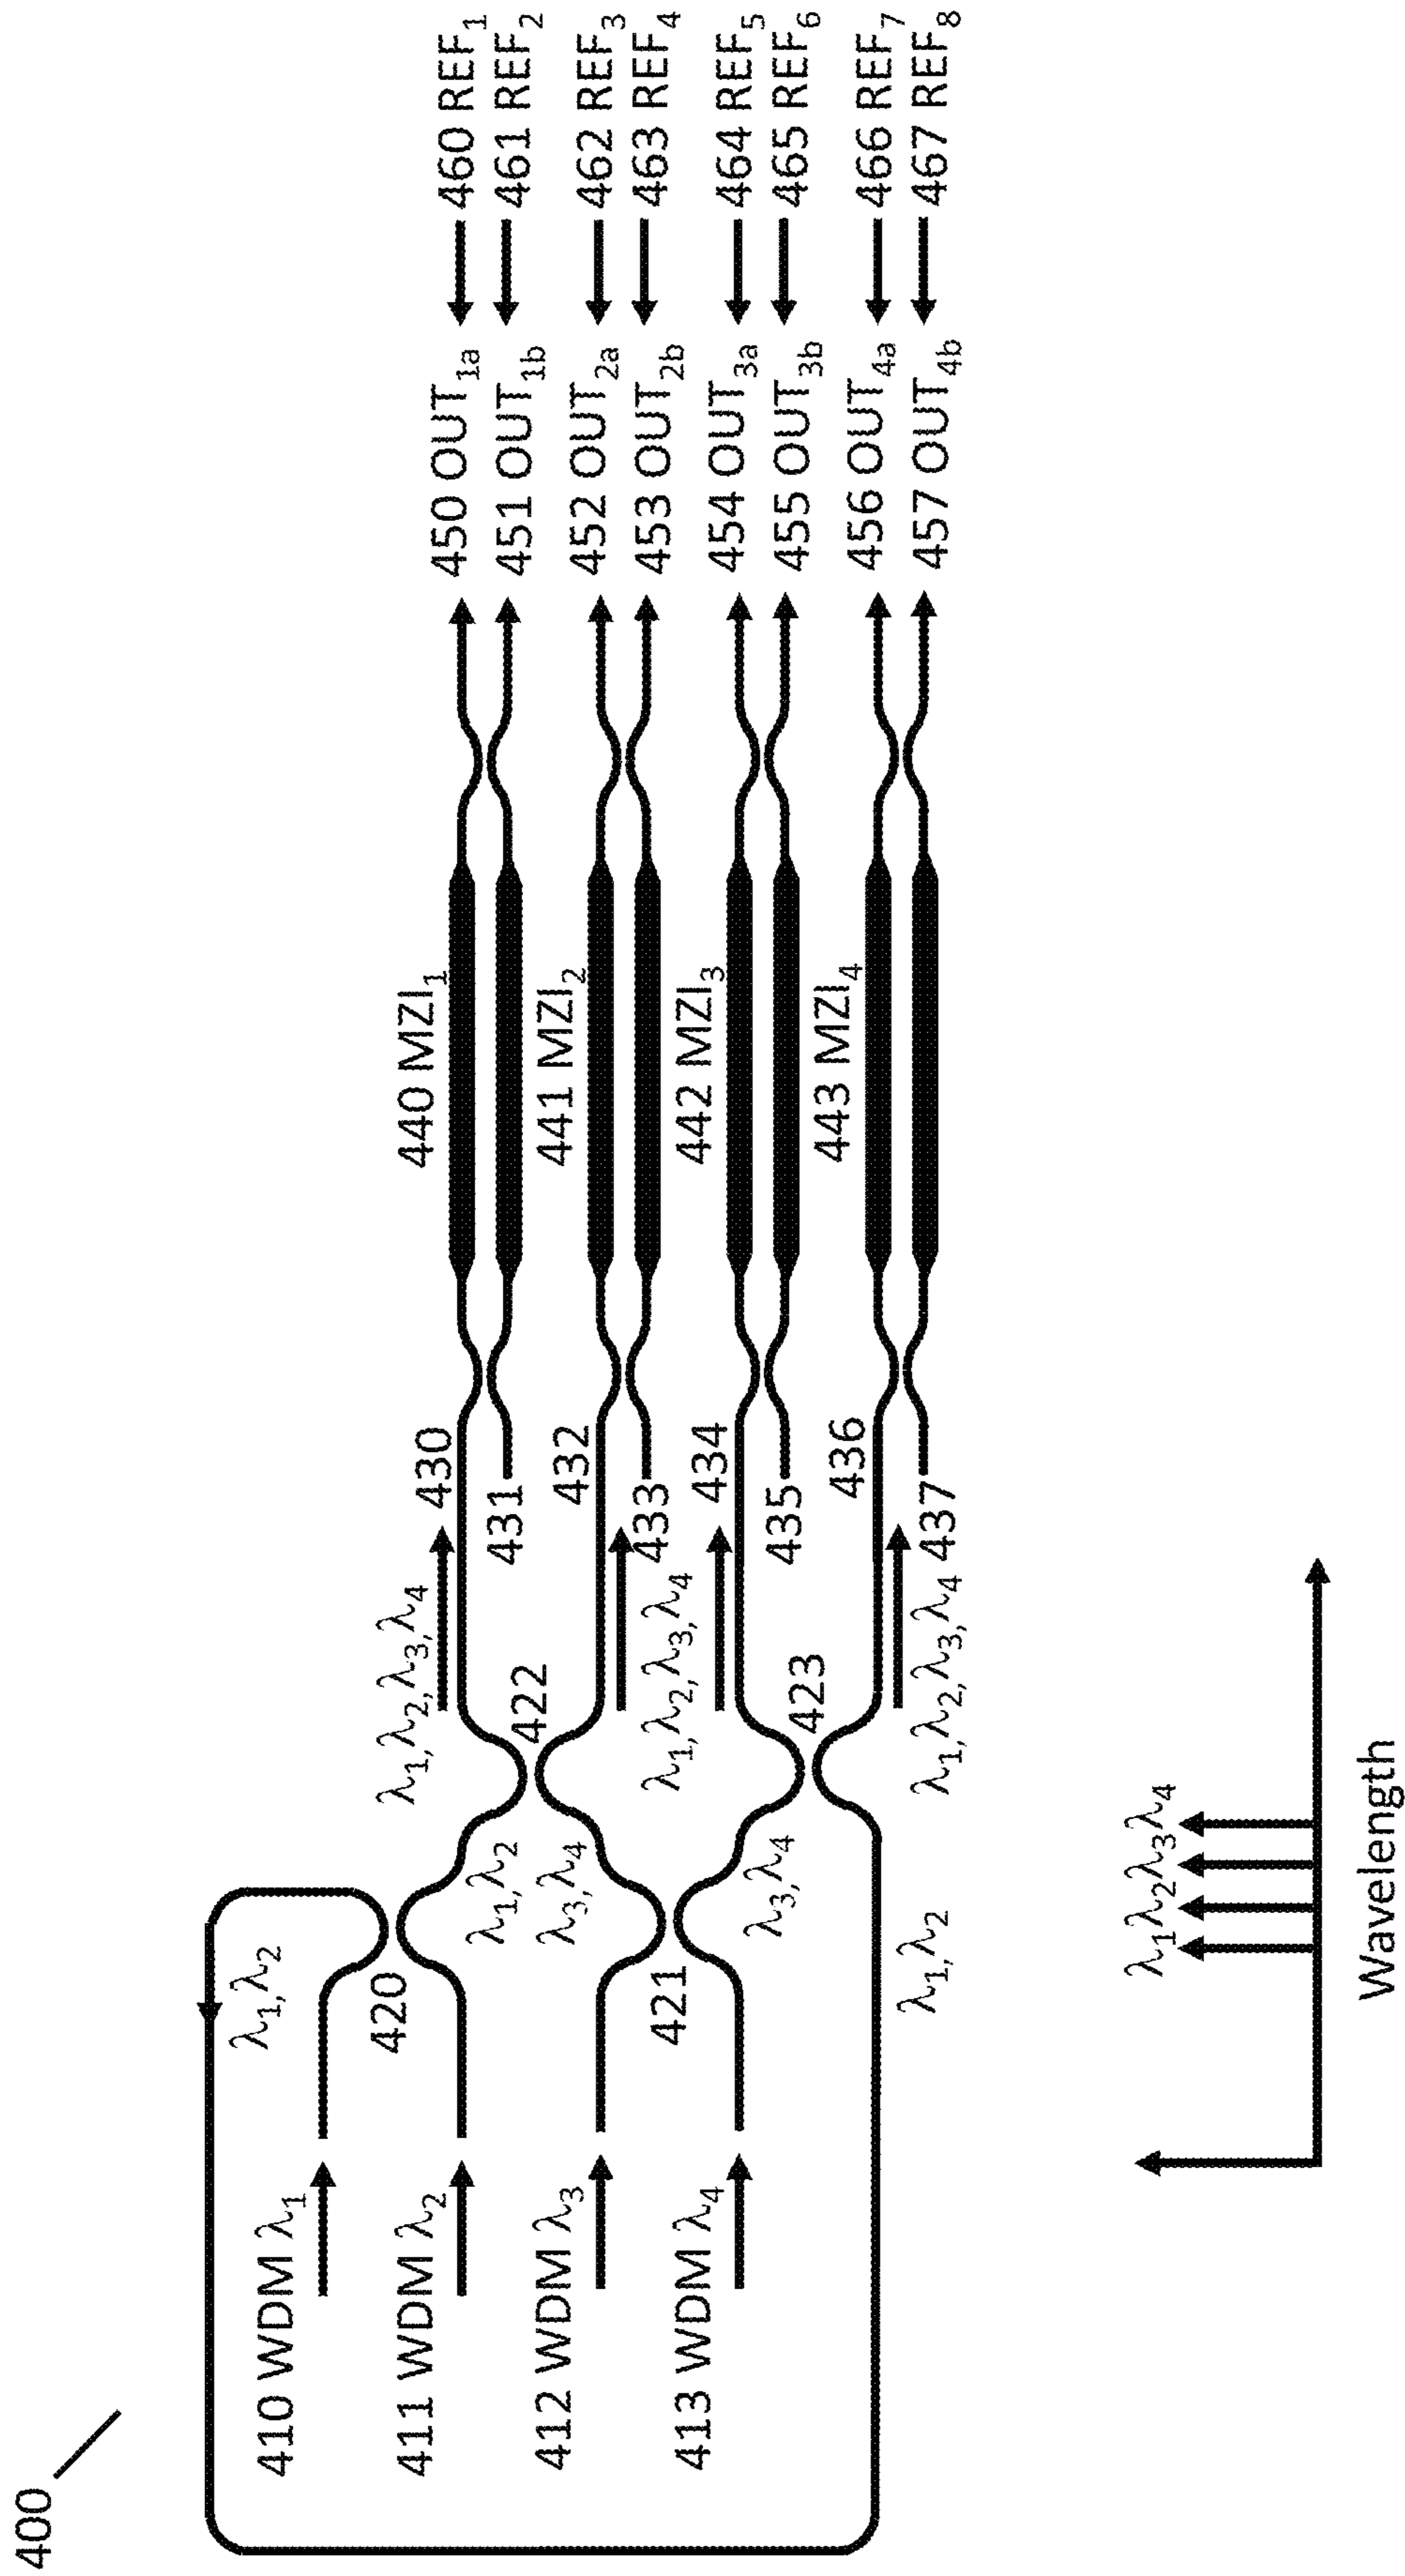 400
410 WDM λ1
411 WDM λ2
412 WDM λ3
413 WDM λ4
λ1,λ2
420
421
λ1,λ2
λ3,λ4
λ3,λ4
λ1,λ2
422
423
λ1,λ2,λ3,λ4
λ1,λ2,λ3,λ4
λ1,λ2,λ3,λ4
430
431
432
433
434
435
436
437
440 MZI1
441 MZI2
442 MZI3
443 MZI4
450 OUT1a
451 OUT1b
452 OUT2a
453 OUT2b
454 OUT3a
455 OUT3b
456 OUT4a
457 OUT4b
460 REF1
461 REF2
462 REF3
463 REF4
464 REF5
465 REF6
466 REF7
467 REF8
λ1λ2λ3λ4
Wavelength